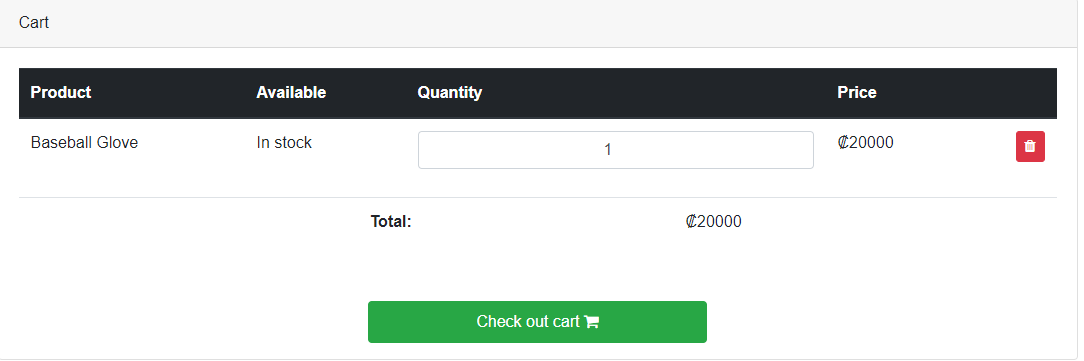 Cart
Product Available Quantity Price
Baseball Glove In stock 1 ₡20000
Total: ₡20000
Check out cart